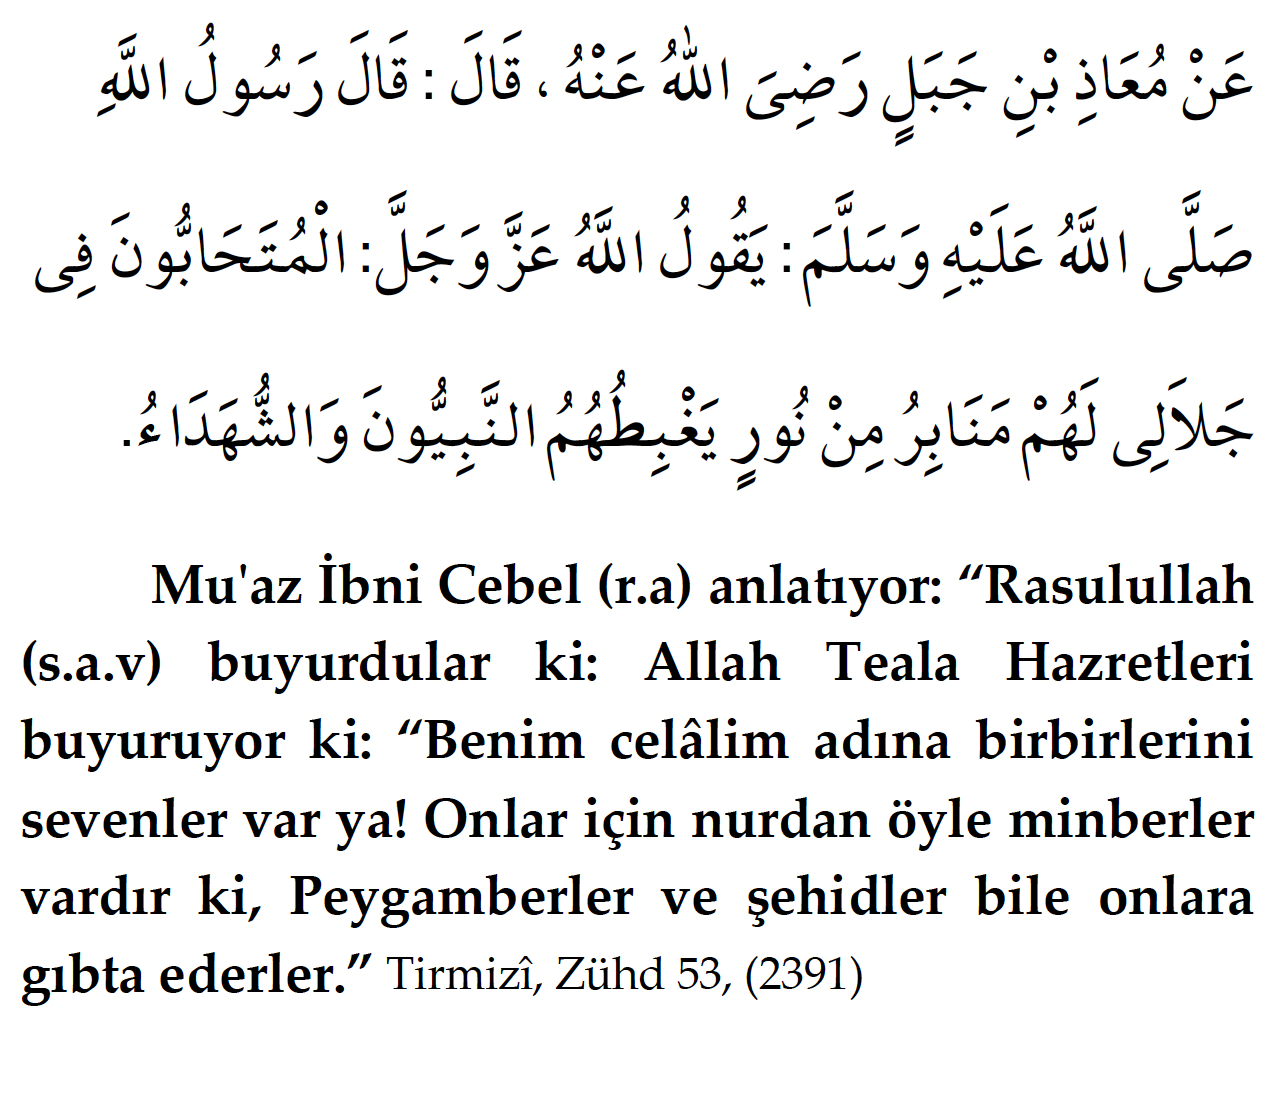 عَنْ مُعَاذِ بْنِ جَبَلٍ رَضِىَ اللهُ عَنْهُ ، قَالَ : قَالَ رَسُولُ اللَّهِ
صَلَّى اللَّهُ عَلَيْهِ وَسَلَّمَ : يَقُولُ اللَّهُ عَزَّ وَجَلَّ: الْمُتَحَابُّونَ فِى
جَلاَلِى لَهُمْ مَنَابِرُ مِنْ نُورٍ يَغْبِطُهُمُ النَّبِيُّونَ وَالشُّهَدَاءُ.
Mu'az İbni Cebel (r.a) anlatıyor: “Rasulullah
(s.a.v) buyurdular ki: Allah Teala Hazretleri
buyuruyor ki: “Benim celâlim adına birbirlerini
sevenler var ya! Onlar için nurdan öyle minberler
vardır ki, Peygamberler ve şehidler bile onlara
gıbta ederler.” Tirmizî, Zühd 53, (2391)